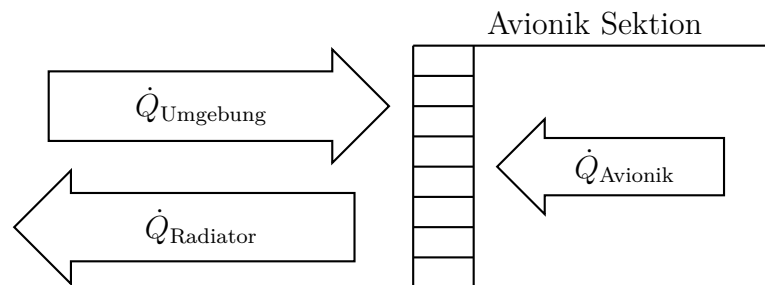 Avionik Sektion
Q̇Umgebung
Q̇Avionik
Q̇Radiator